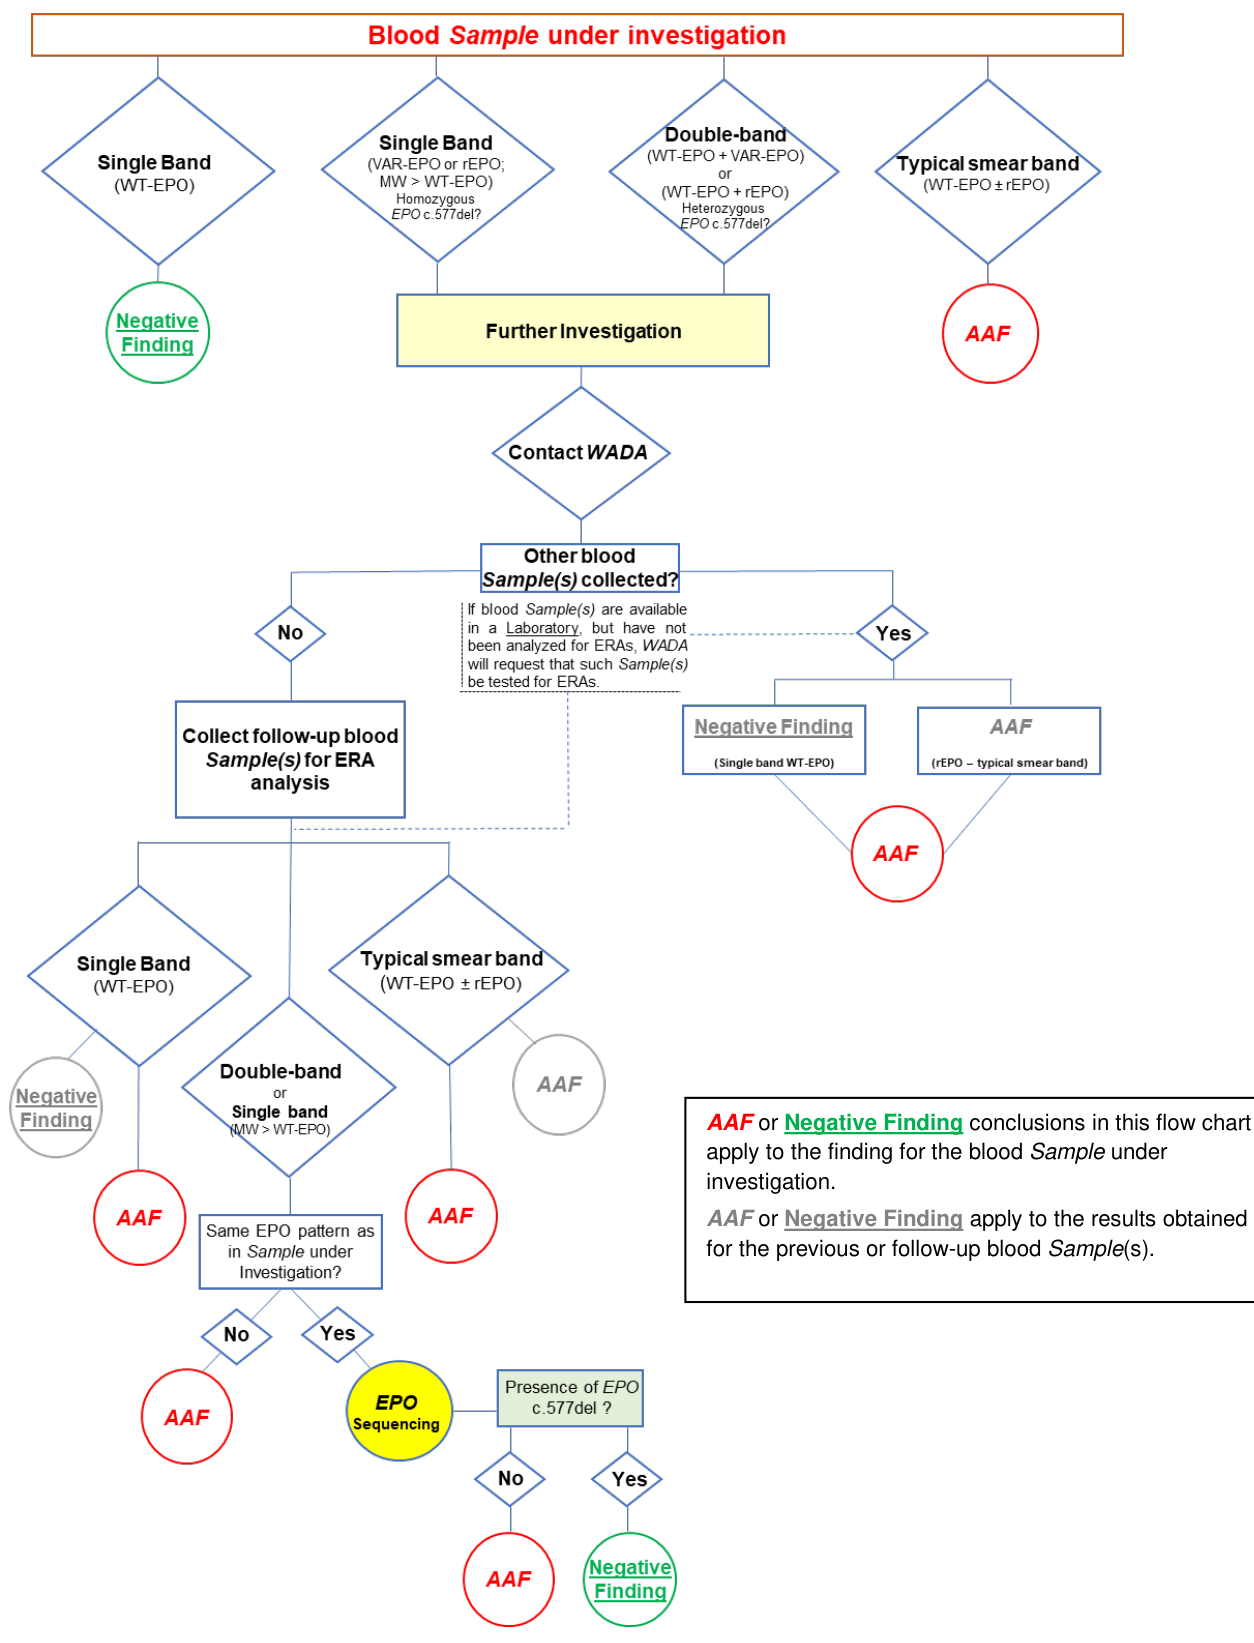 Blood Sample under investigation
Single Band
(WT-EPO)
Single Band
(VAR-EPO or rEPO;
MW > WT-EPO)
Homozygous
EPO c.577del?
Double-band
(WT-EPO + VAR-EPO)
or
(WT-EPO + rEPO)
Heterozygous
EPO c.577del?
Typical smear band
(WT-EPO ± rEPO)
Negative
Finding
Further Investigation
AAF
Contact WADA
Other blood
Sample(s) collected?
If blood Sample(s) are available
in a Laboratory, but have not
been analyzed for ERAs, WADA
will request that such Sample(s)
be tested for ERAs.
No
Yes
Collect follow-up blood
Sample(s) for ERA
analysis
Negative Finding
(Single band WT-EPO)
AAF
(rEPO – typical smear band)
AAF
Single Band
(WT-EPO)
Typical smear band
(WT-EPO ± rEPO)
Double-band
or
Single band
(MW > WT-EPO)
Negative
Finding
AAF
AAF
AAF
AAF or Negative Finding conclusions in this flow chart
apply to the finding for the blood Sample under
investigation.
AAF or Negative Finding apply to the results obtained
for the previous or follow-up blood Sample(s).
Same EPO pattern as
in Sample under
Investigation?
No
Yes
AAF
EPO
Sequencing
Presence of EPO
c.577del ?
No
Yes
AAF
Negative
Finding